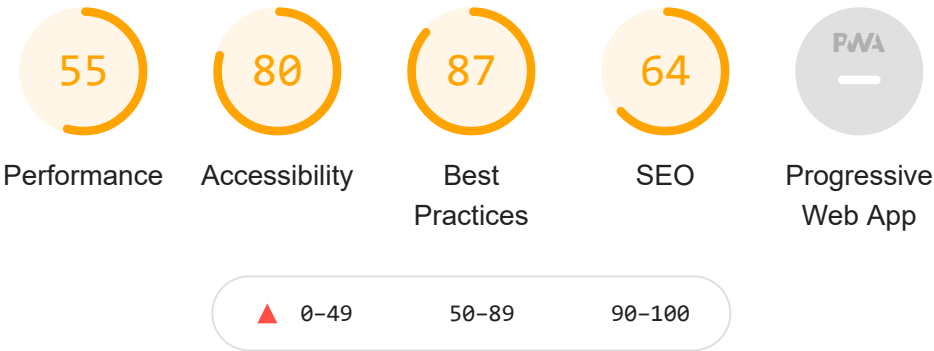 55 80 87 64 PWA
Performance Accessibility Best SEO Progressive
Practices Web App
0–49 50–89 90–100